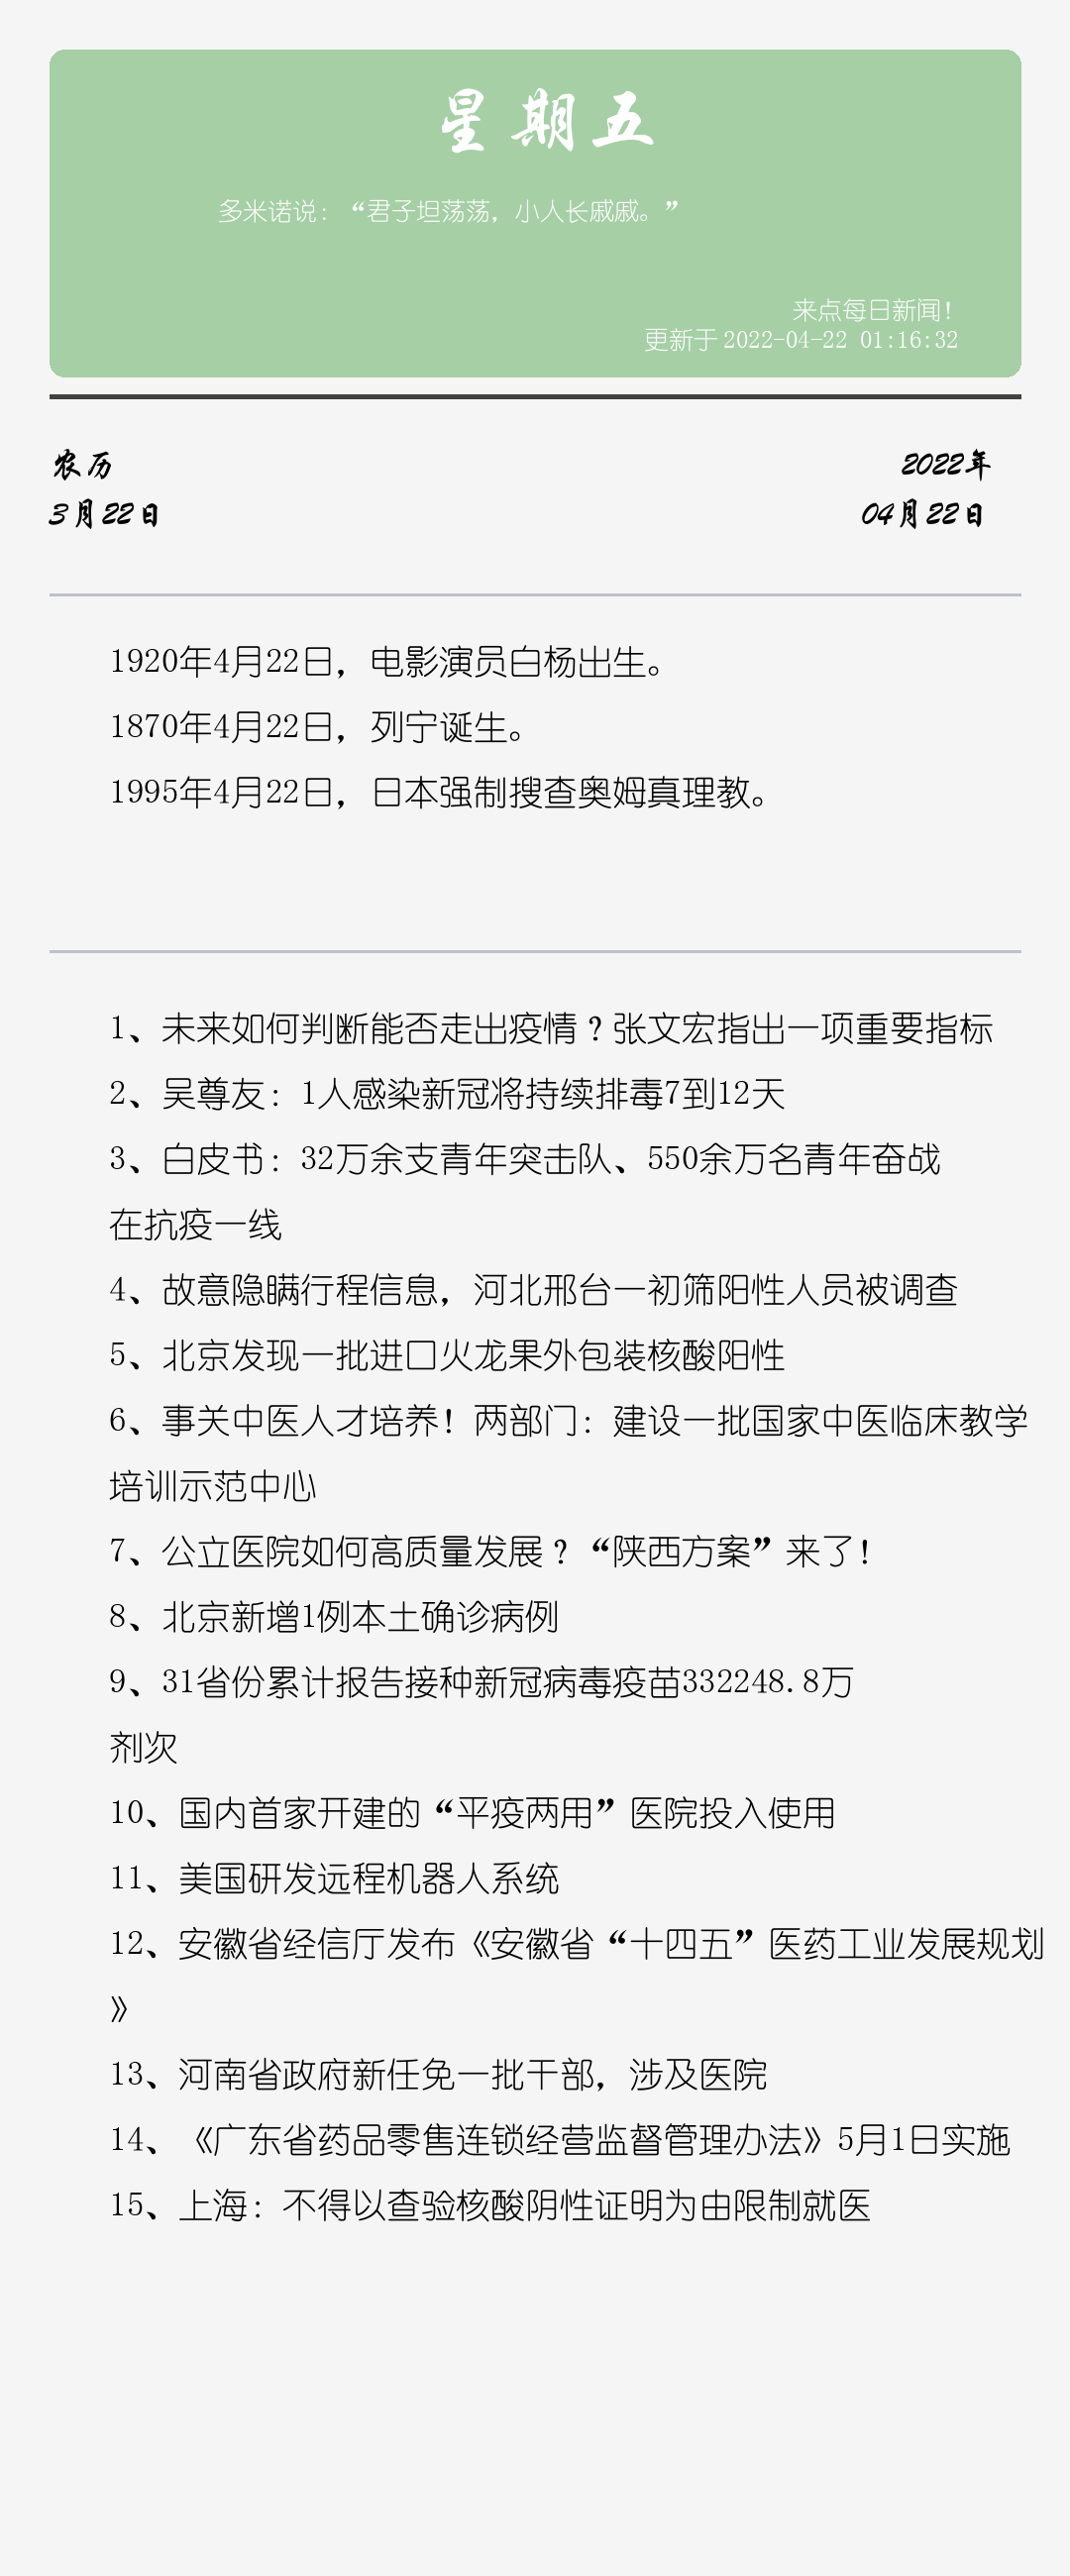 星期五
多米诺说：“君子坦荡荡，小人长戚戚。”
来点每日新闻！
更新于 2022-04-22 01:16:32
农历
2022年
3月22日
04月22日
1920年4月22日，电影演员白杨出生。
1870年4月22日，列宁诞生。
1995年4月22日，日本强制搜查奥姆真理教。
1、未来如何判断能否走出疫情？张文宏指出一项重要指标
2、吴尊友：1人感染新冠将持续排毒7到12天
3、白皮书：32万余支青年突击队、550余万名青年奋战
在抗疫一线
4、故意隐瞒行程信息，河北邢台一初筛阳性人员被调查
5、北京发现一批进口火龙果外包装核酸阳性
6、事关中医人才培养！两部门：建设一批国家中医临床教学
培训示范中心
7、公立医院如何高质量发展？“陕西方案”来了！
8、北京新增1例本土确诊病例
9、31省份累计报告接种新冠病毒疫苗332248.8万
剂次
10、国内首家开建的“平疫两用”医院投入使用
11、美国研发远程机器人系统
12、安徽省经信厅发布《安徽省“十四五”医药工业发展规划
》
13、河南省政府新任免一批干部，涉及医院
14、《广东省药品零售连锁经营监督管理办法》5月1日实施
15、上海：不得以查验核酸阴性证明为由限制就医